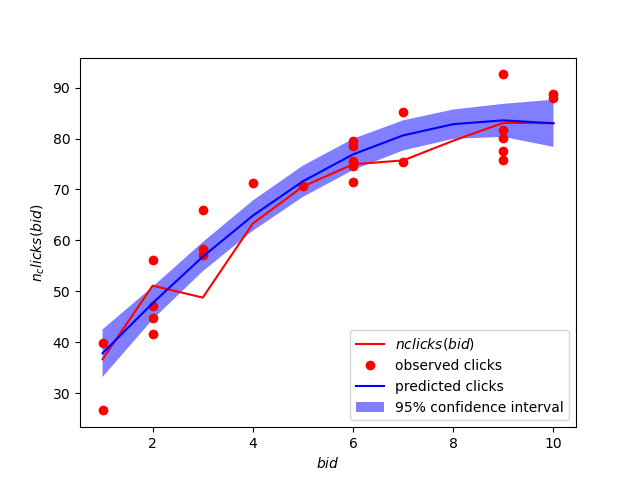 90
80
70
60
50
40
30
n_clicks(bid)
2
4
6
8
10
bid
nclicks(bid)
observed clicks
predicted clicks
95% confidence interval